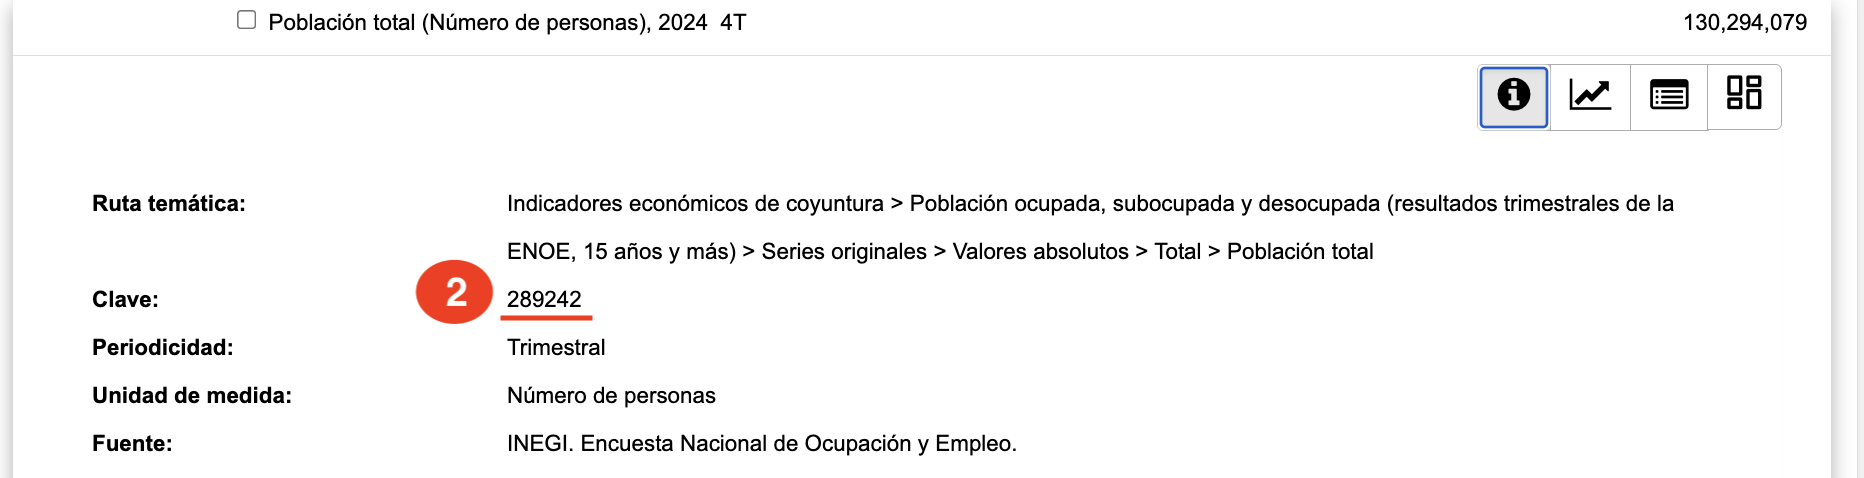 Población total (Número de personas), 2024 4T 130,294,079
Ruta temática: Indicadores económicos de coyuntura > Población ocupada, subocupada y desocupada (resultados trimestrales de la
ENOE, 15 años y más) > Series originales > Valores absolutos > Total > Población total
Clave: 2 289242
Periodicidad: Trimestral
Unidad de medida: Número de personas
Fuente: INEGI. Encuesta Nacional de Ocupación y Empleo.